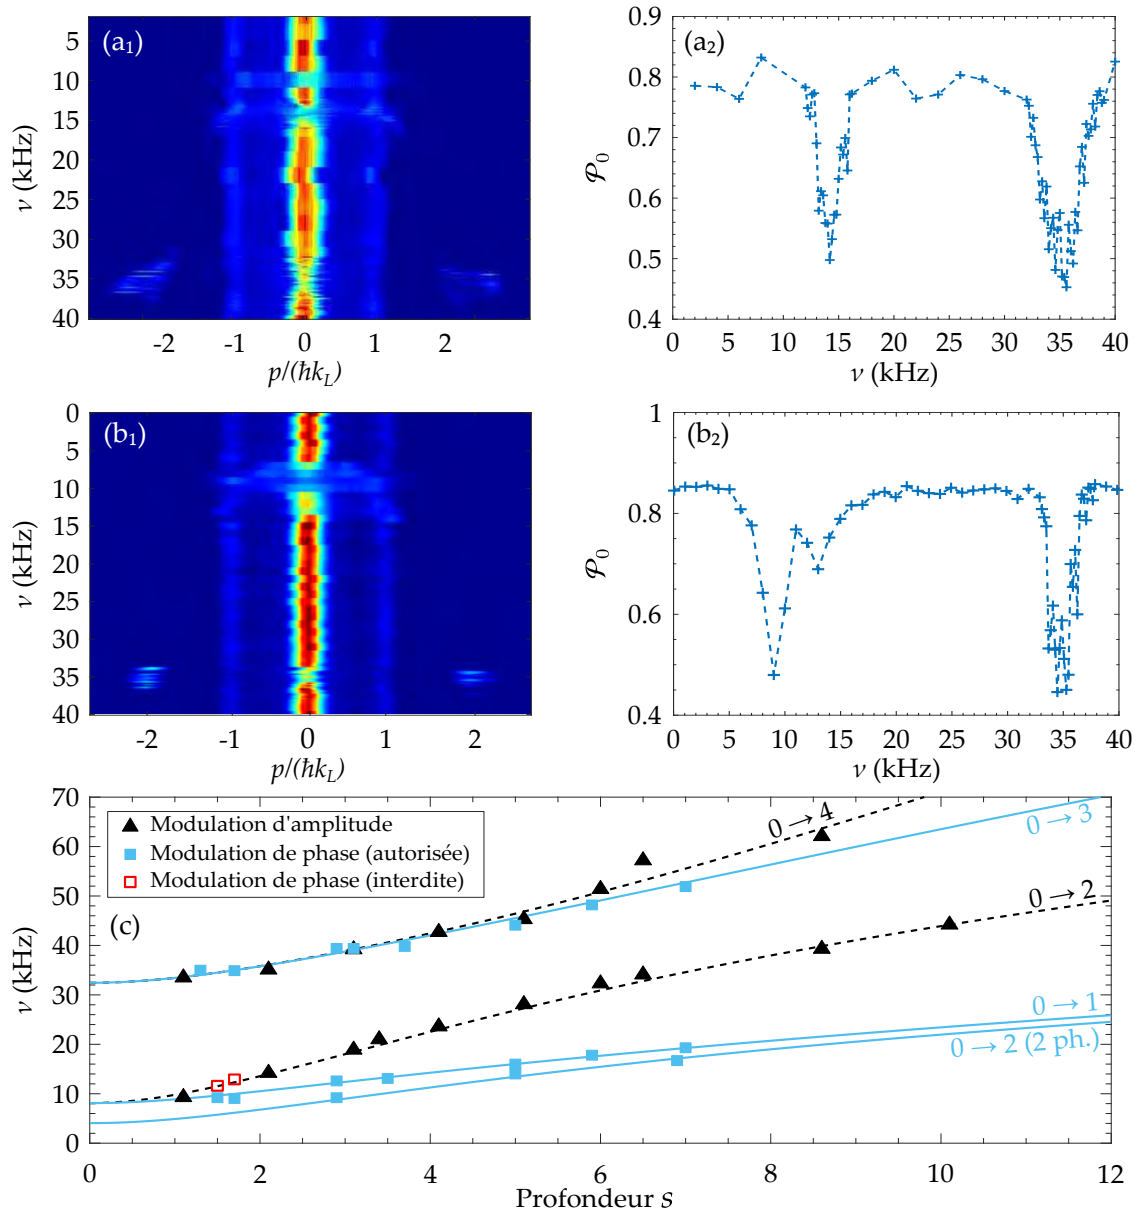 (a₁)
5
10
15
20
25
30
35
40
ν (kHz)
-2 -1 0 1 2
p/(ħk_L)
(a₂)
0.9
0.8
0.7
0.6
0.5
0.4
𝒫₀
0 5 10 15 20 25 30 35 40
ν (kHz)
(b₁)
0
5
10
15
20
25
30
35
40
ν (kHz)
-2 -1 0 1 2
p/(ħk_L)
(b₂)
1
0.8
0.6
0.4
𝒫₀
0 5 10 15 20 25 30 35 40
ν (kHz)
70
60
50
40
30
20
10
0
ν (kHz)
Modulation d'amplitude
Modulation de phase (autorisée)
Modulation de phase (interdite)
(c)
0 → 4
0 → 3
0 → 2
0 → 1
0 → 2 (2 ph.)
0 2 4 6 8 10 12
Profondeur s